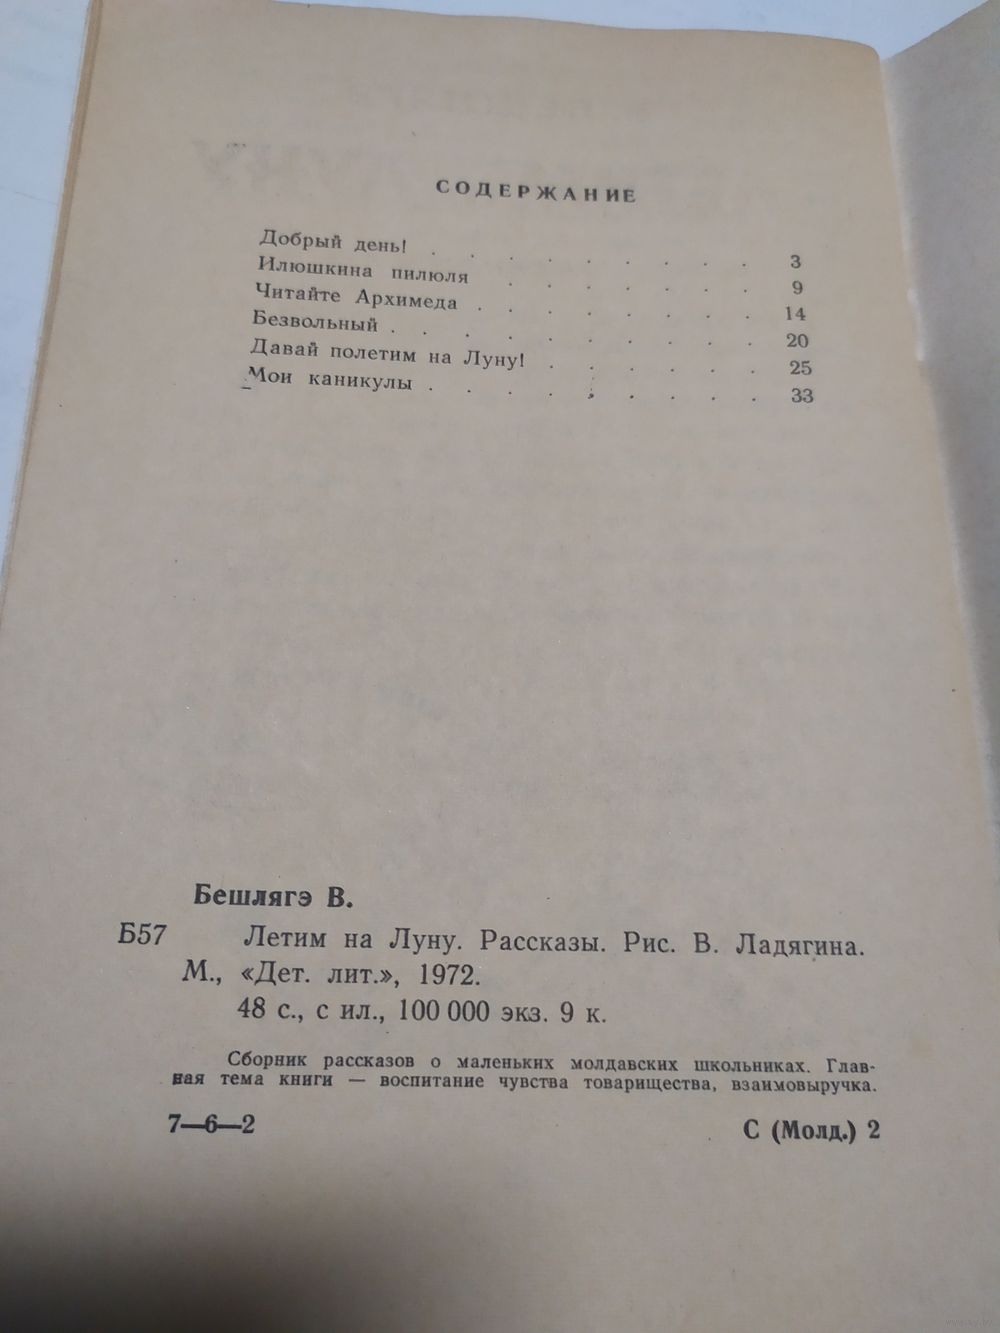 СОДЕРЖАНИЕ
Добрый день! . . . . . . . . . 3
Илюшкина пилюля . . . . . . . 9
Читайте Архимеда . . . . . . . . 14
Безвольный . . . . . . . . . . 20
Давай полетим на Луну! . . . . . . 25
Мои каникулы . . . . . . . . . 33
Бешлягэ В.
Б57 Летим на Луну. Рассказы. Рис. В. Ладягина.
М., «Дет. лит.», 1972.
48 с., с ил., 100 000 экз. 9 к.
Сборник рассказов о маленьких молдавских школьниках. Глав-
ная тема книги — воспитание чувства товарищества, взаимовыручка.
7—6—2 С (Молд.) 2